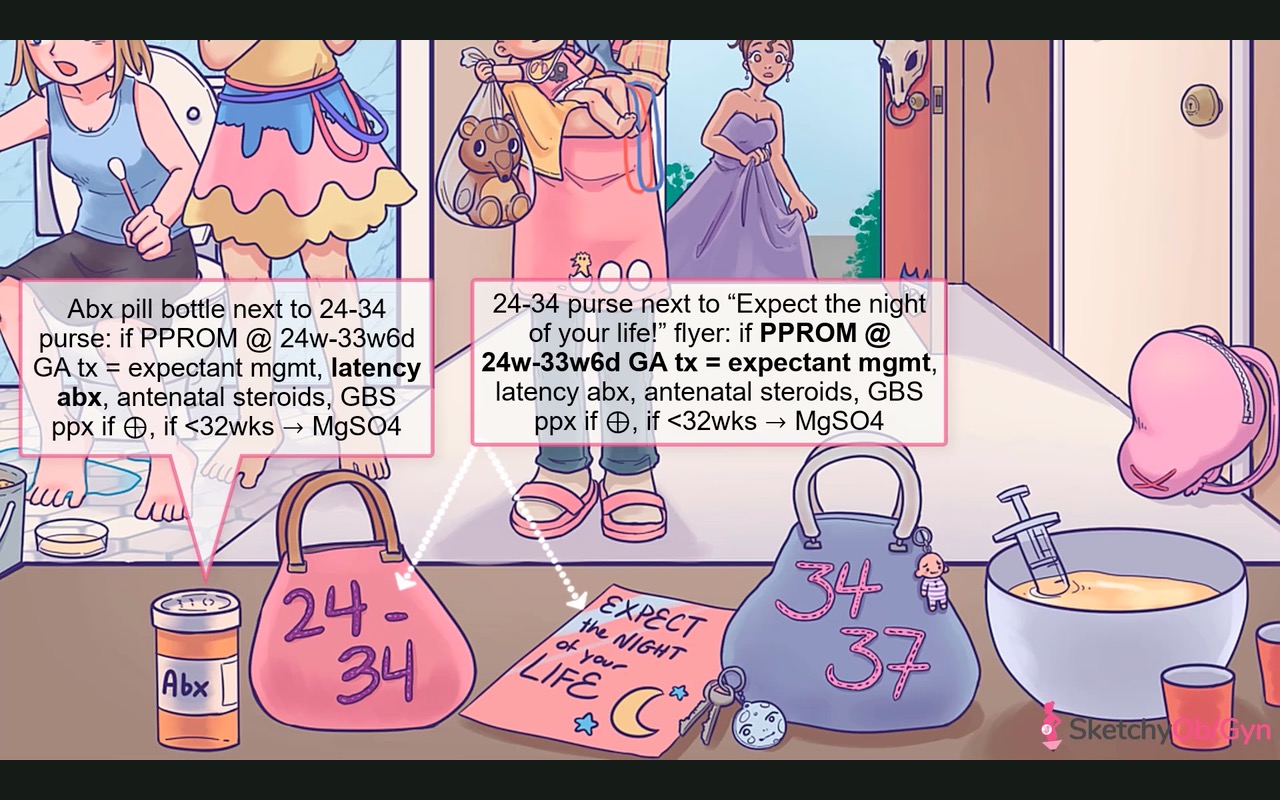 Abx pill bottle next to 24-34
purse: if PPROM @ 24w-33w6d
GA tx = expectant mgmt, latency
abx, antenatal steroids, GBS
ppx if ⊕, if <32wks → MgSO4
24-34 purse next to “Expect the night
of your life!” flyer: if PPROM @
24w-33w6d GA tx = expectant mgmt,
latency abx, antenatal steroids, GBS
ppx if ⊕, if <32wks → MgSO4
Abx
24-
34
EXPECT
the NIGHT
of your
LIFE
34
37
SketchyOb/Gyn